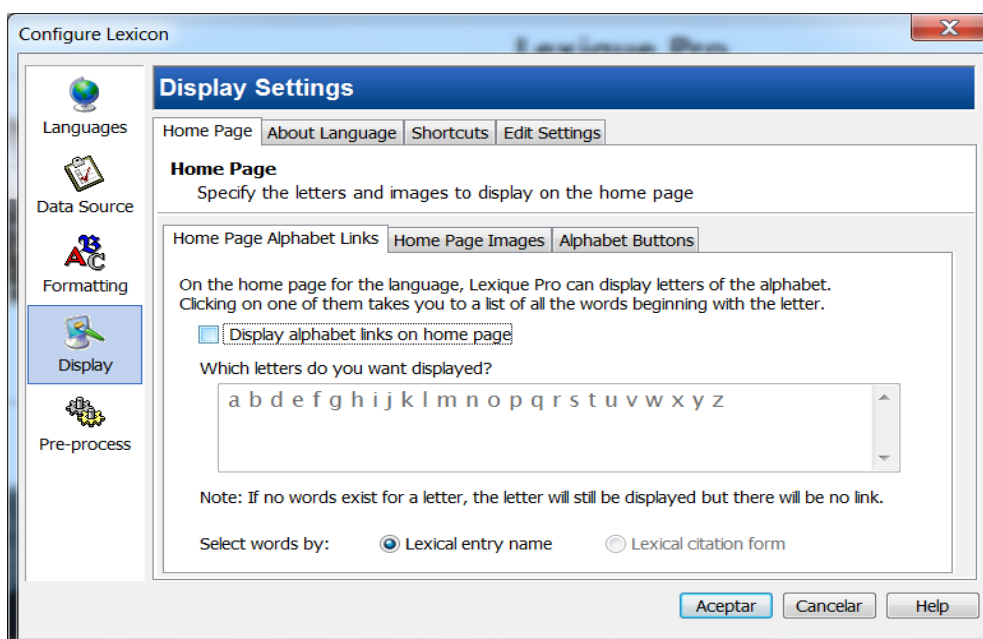 Configure Lexicon
Lexique Pro
Display Settings
Languages
Data Source
Formatting
Display
Pre-process
Home Page About Language Shortcuts Edit Settings
Home Page
Specify the letters and images to display on the home page
Home Page Alphabet Links Home Page Images Alphabet Buttons
On the home page for the language, Lexique Pro can display letters of the alphabet.
Clicking on one of them takes you to a list of all the words beginning with the letter.
Display alphabet links on home page
Which letters do you want displayed?
a b d e f g h i j k l m n o p q r s t u v w x y z
Note: If no words exist for a letter, the letter will still be displayed but there will be no link.
Select words by: Lexical entry name Lexical citation form
Aceptar Cancelar Help